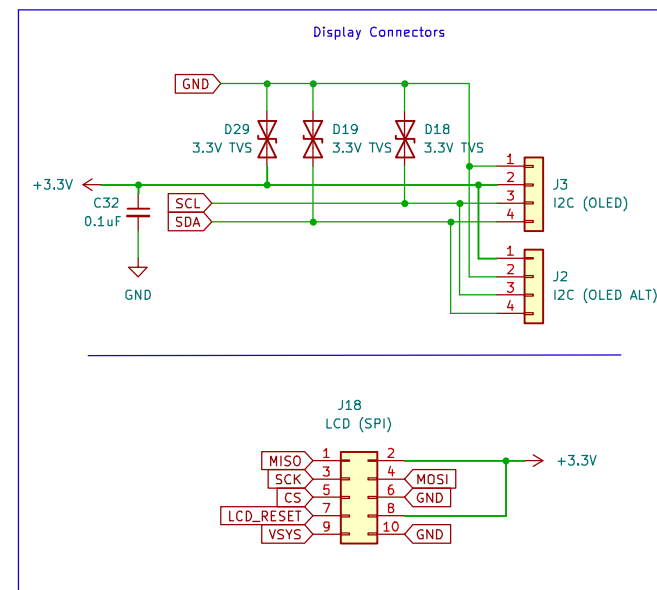 Display Connectors
GND
D29
3.3V TVS
D19
3.3V TVS
D18
3.3V TVS
+3.3V
C32
0.1uF
GND
SCL
SDA
1
2
3
4
J3
I2C (OLED)
1
2
3
4
J2
I2C (OLED ALT)
J18
LCD (SPI)
MISO 1
SCK 3
CS 5
LCD_RESET 7
VSYS 9
2 +3.3V
4 MOSI
6 GND
8
10 GND